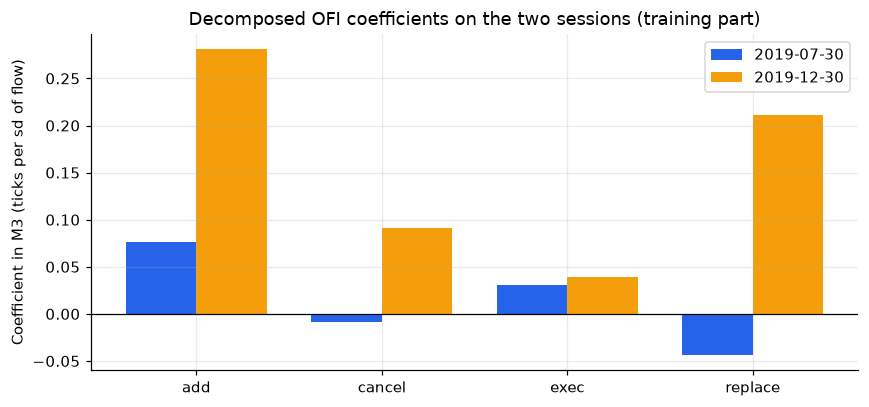 Decomposed OFI coefficients on the two sessions (training part)
Coefficient in M3 (ticks per sd of flow)
2019-07-30
2019-12-30
0.25
0.20
0.15
0.10
0.05
0.00
−0.05
add
cancel
exec
replace